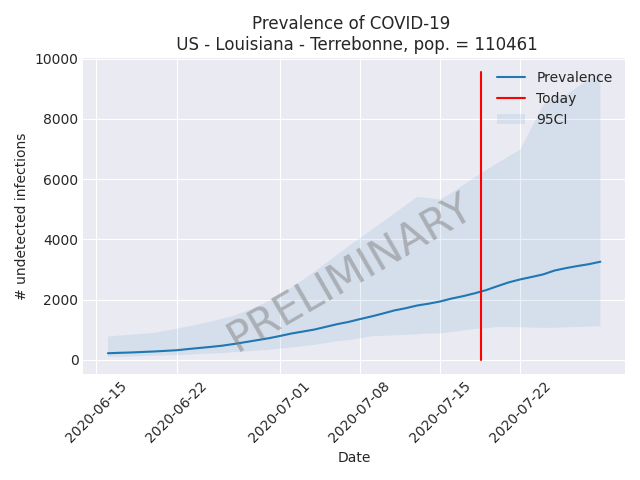 Prevalence of COVID-19
US - Louisiana - Terrebonne, pop. = 110461
# undetected infections
10000
8000
6000
4000
2000
0
Prevalence
Today
95CI
PRELIMINARY
2020-06-15
2020-06-22
2020-07-01
2020-07-08
2020-07-15
2020-07-22
Date